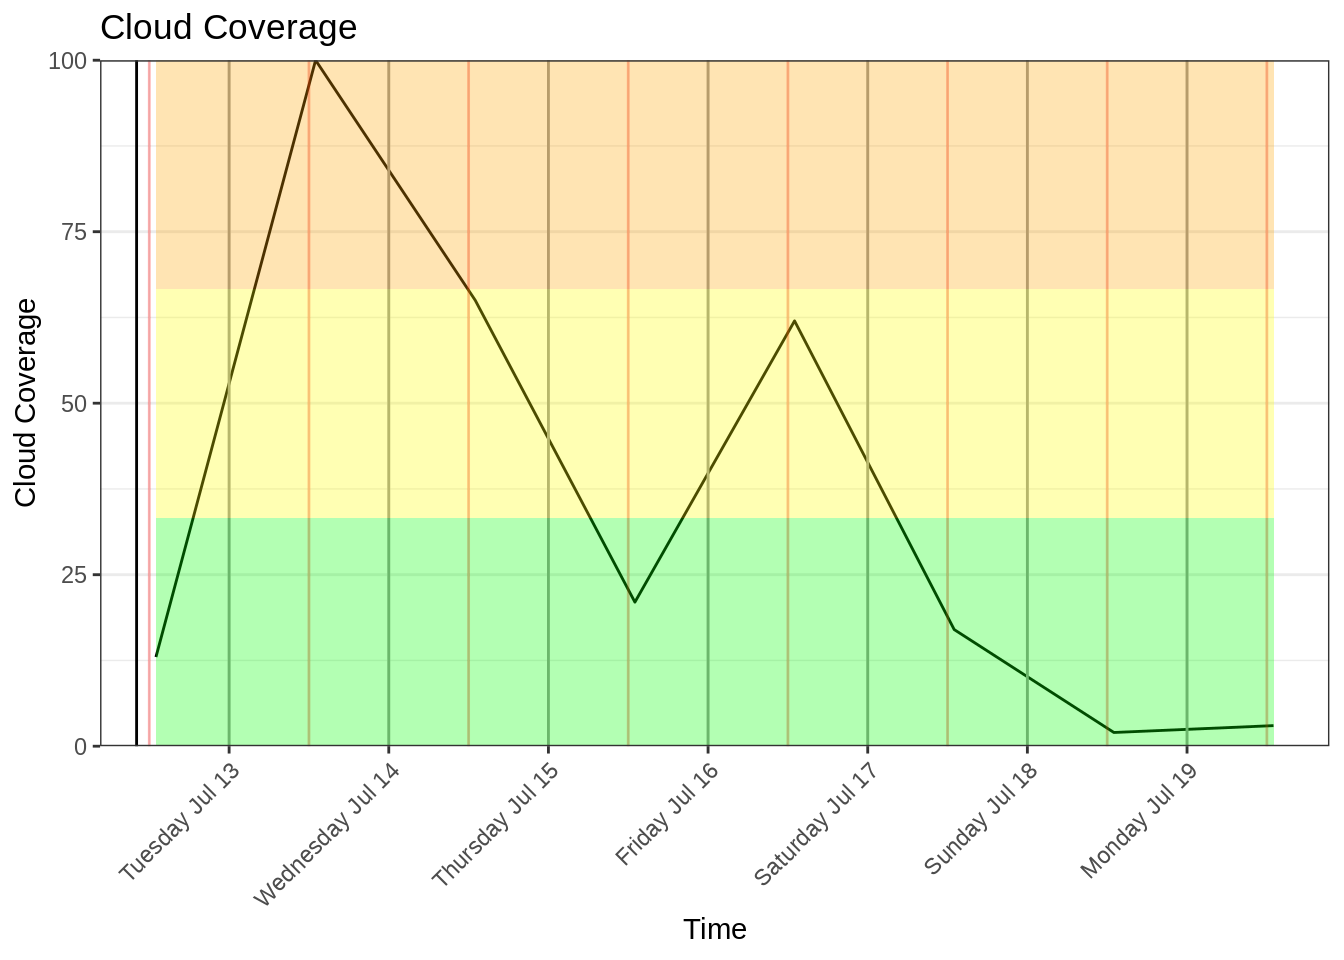 Cloud Coverage
Cloud Coverage
100
75
50
25
0
Tuesday Jul 13
Wednesday Jul 14
Thursday Jul 15
Friday Jul 16
Saturday Jul 17
Sunday Jul 18
Monday Jul 19
Time